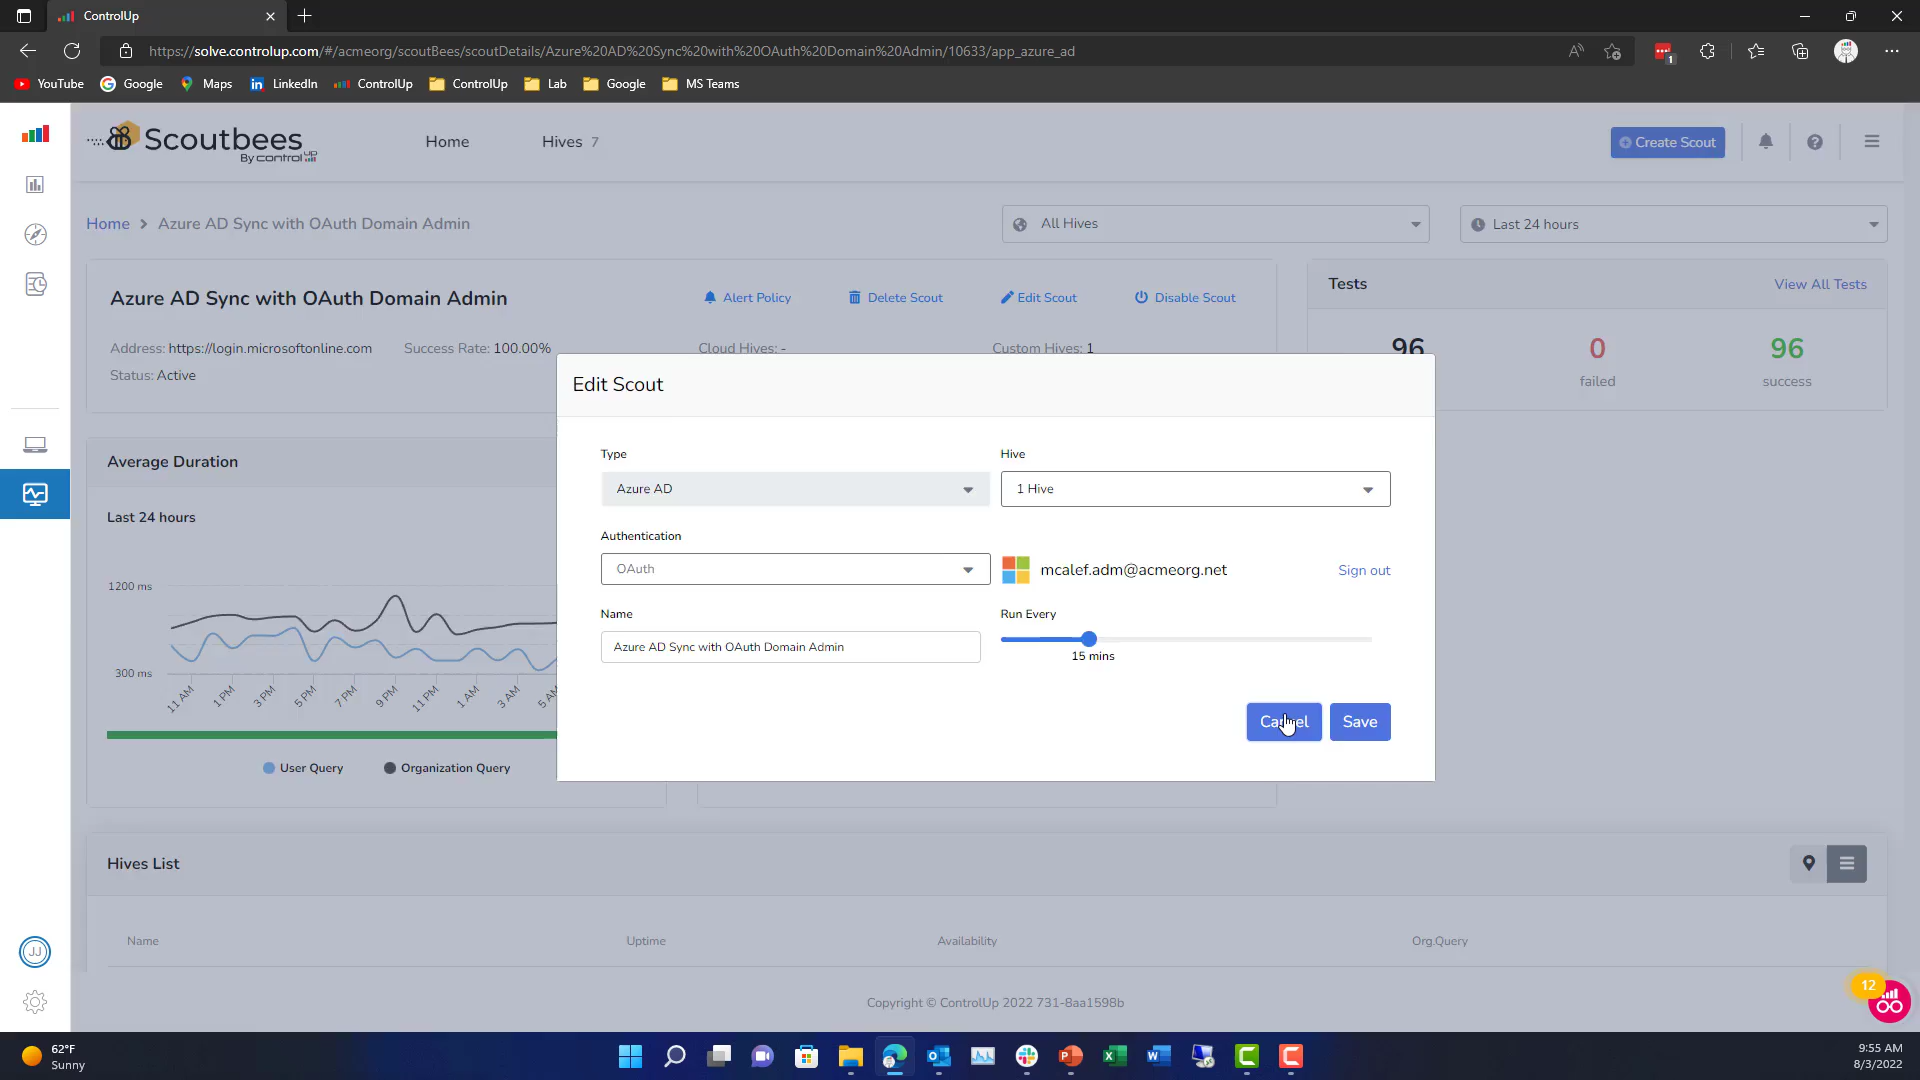 ControlUp
https://solve.controlup.com/#/acmeorg/scoutBees/scoutDetails/Azure%20AD%20Sync%20with%20OAuth%20Domain%20Admin/10633/app_azure_ad
1
YouTube Google Maps LinkedIn ControlUp ControlUp Lab Google MS Teams
Scoutbees
By controlup
Home Hives 7
Create Scout
Home > Azure AD Sync with OAuth Domain Admin
All Hives
Last 24 hours
Azure AD Sync with OAuth Domain Admin
Alert Policy Delete Scout Edit Scout Disable Scout
Address: https://login.microsoftonline.com Success Rate: 100.00% Cloud Hives: - Custom Hives: 1
Status: Active
Tests View All Tests
96 0 96
failed success
Edit Scout
Type Hive
Azure AD 1 Hive
Authentication
OAuth mcalef.adm@acmeorg.net Sign out
Name Run Every
Azure AD Sync with OAuth Domain Admin
15 mins
Save
Average Duration
Last 24 hours
1200 ms
300 ms
11 AM 1 PM 3 PM 5 PM 7 PM 9 PM 11 PM 1 AM 3 AM
User Query Organization Query
Hives List
Name Uptime Availability Org.Query
Copyright © ControlUp 2022 731-8aa1598b
JJ
12
62°F
Sunny
9:55 AM
8/3/2022